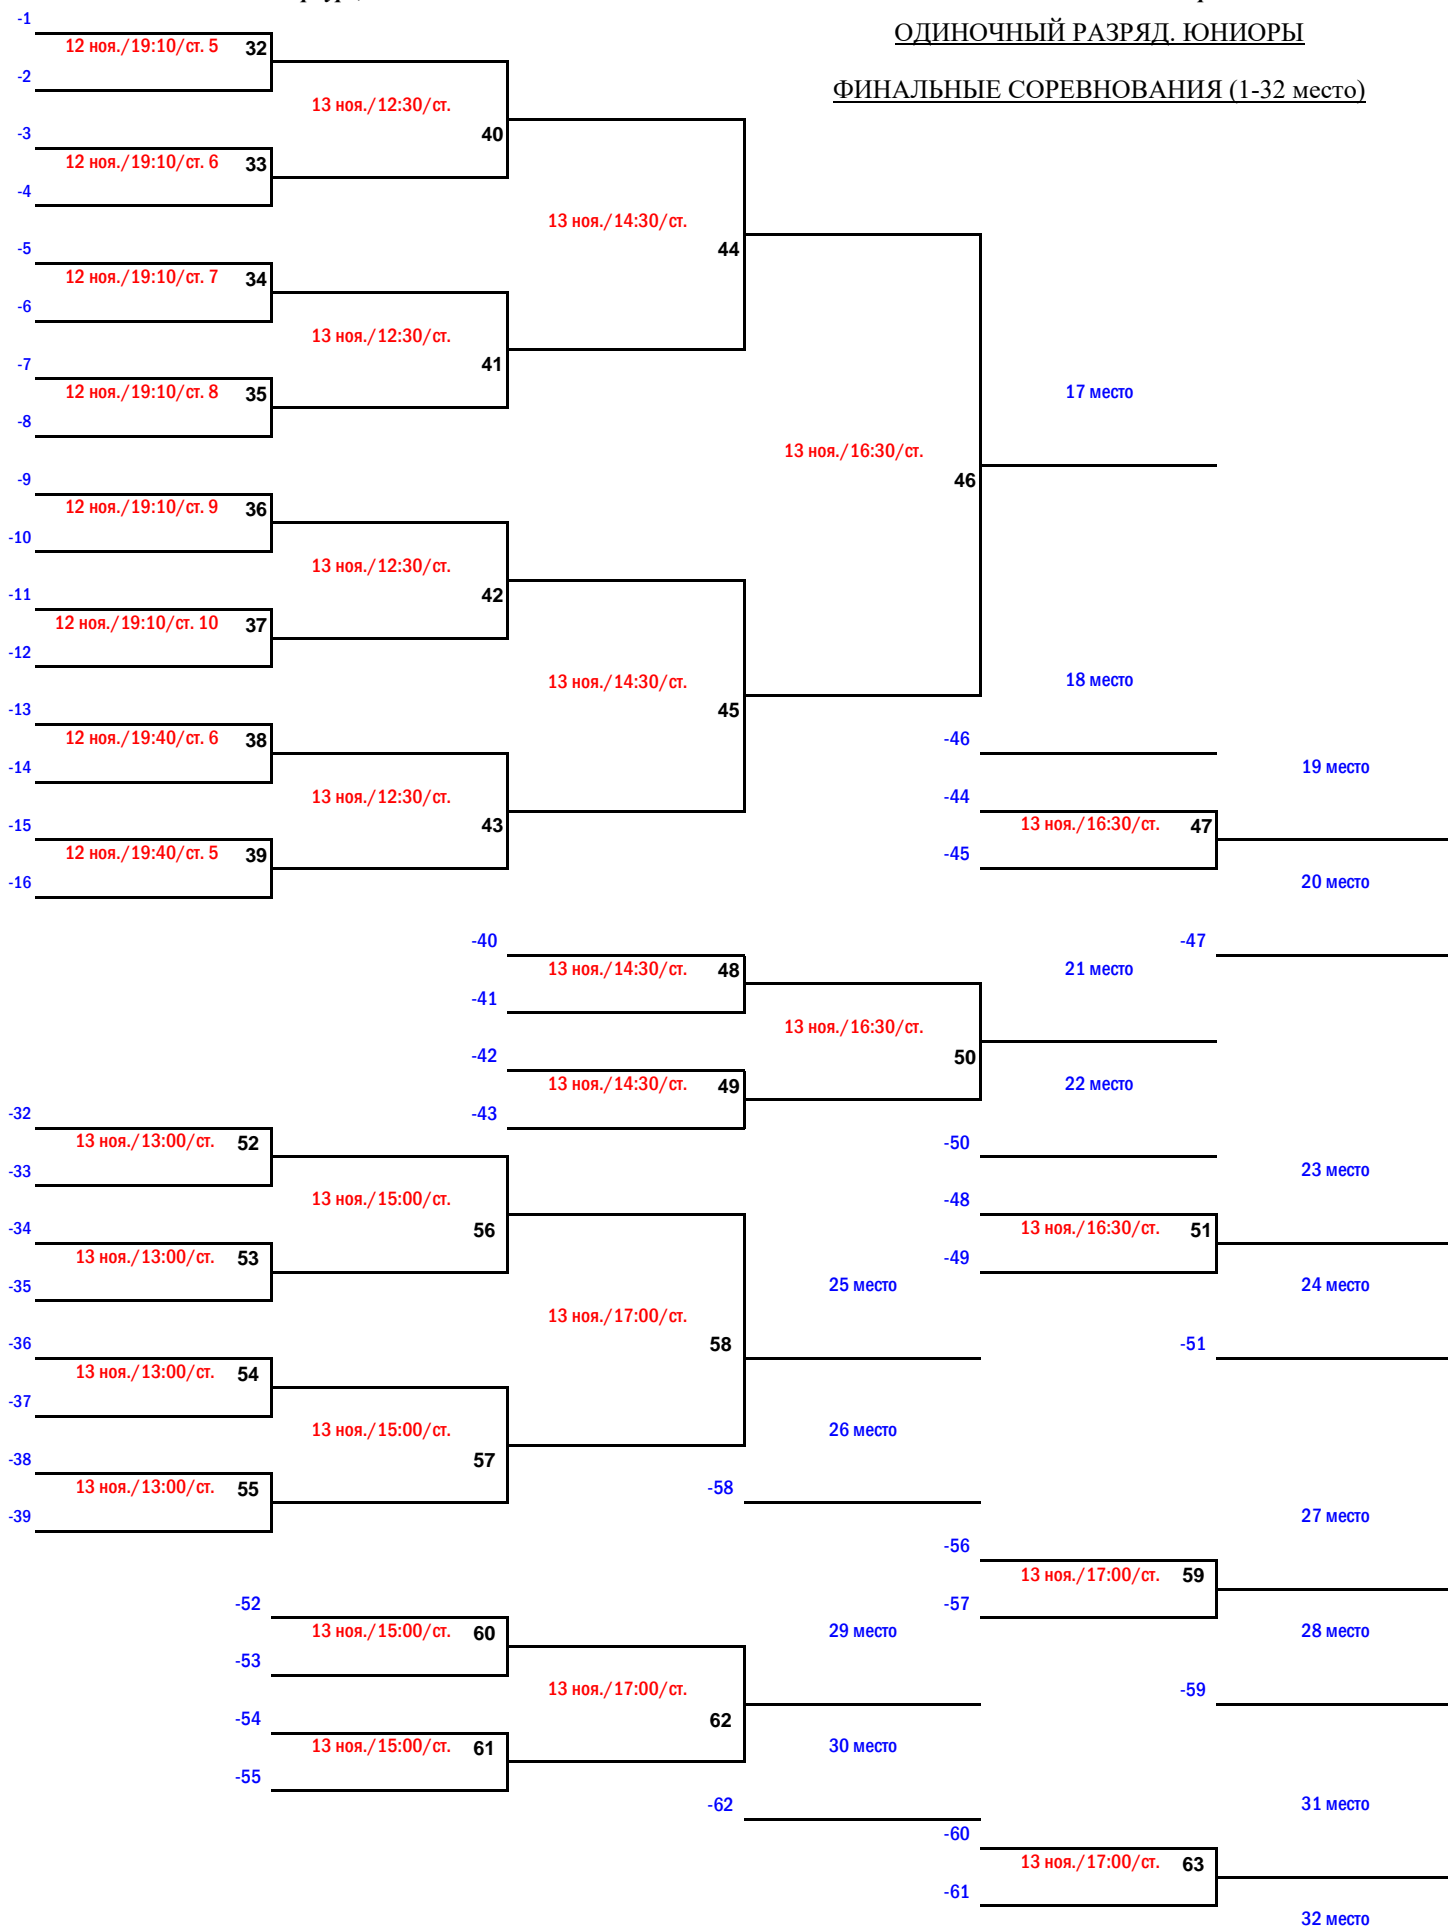 -1
ОДИНОЧНЫЙ РАЗРЯД. ЮНИОРЫ
12 ноя./19:10/ст. 5 32
-2
ФИНАЛЬНЫЕ СОРЕВНОВАНИЯ (1-32 место)
13 ноя./12:30/ст.
-3
40
12 ноя./19:10/ст. 6 33
-4
13 ноя./14:30/ст.
-5
44
12 ноя./19:10/ст. 7 34
-6
13 ноя./12:30/ст.
-7
41
12 ноя./19:10/ст. 8 35
17 место
-8
13 ноя./16:30/ст.
-9
46
12 ноя./19:10/ст. 9 36
-10
13 ноя./12:30/ст.
-11
42
12 ноя./19:10/ст. 10 37
-12
13 ноя./14:30/ст.
18 место
-13
45
12 ноя./19:40/ст. 6 38
-46
-14
19 место
13 ноя./12:30/ст.
-44
-15
43
13 ноя./16:30/ст. 47
12 ноя./19:40/ст. 5 39
-45
-16
20 место
-40
-47
13 ноя./14:30/ст. 48
21 место
-41
13 ноя./16:30/ст.
-42
50
13 ноя./14:30/ст. 49
22 место
-32
-43
13 ноя./13:00/ст. 52
-50
-33
23 место
13 ноя./15:00/ст.
-48
-34
56
13 ноя./16:30/ст. 51
13 ноя./13:00/ст. 53
-49
-35
25 место
24 место
13 ноя./17:00/ст.
-36
58
-51
13 ноя./13:00/ст. 54
-37
13 ноя./15:00/ст.
26 место
-38
57
13 ноя./13:00/ст. 55
-58
-39
27 место
-56
13 ноя./17:00/ст. 59
-52
-57
13 ноя./15:00/ст. 60
29 место
28 место
-53
13 ноя./17:00/ст.
-59
-54
62
13 ноя./15:00/ст. 61
30 место
-55
-62
31 место
-60
13 ноя./17:00/ст. 63
-61
32 место